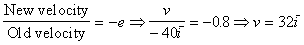 New velocity / Old velocity = −e ⇒ v / −40i̅ = −0.8 ⇒ v = 32i̅